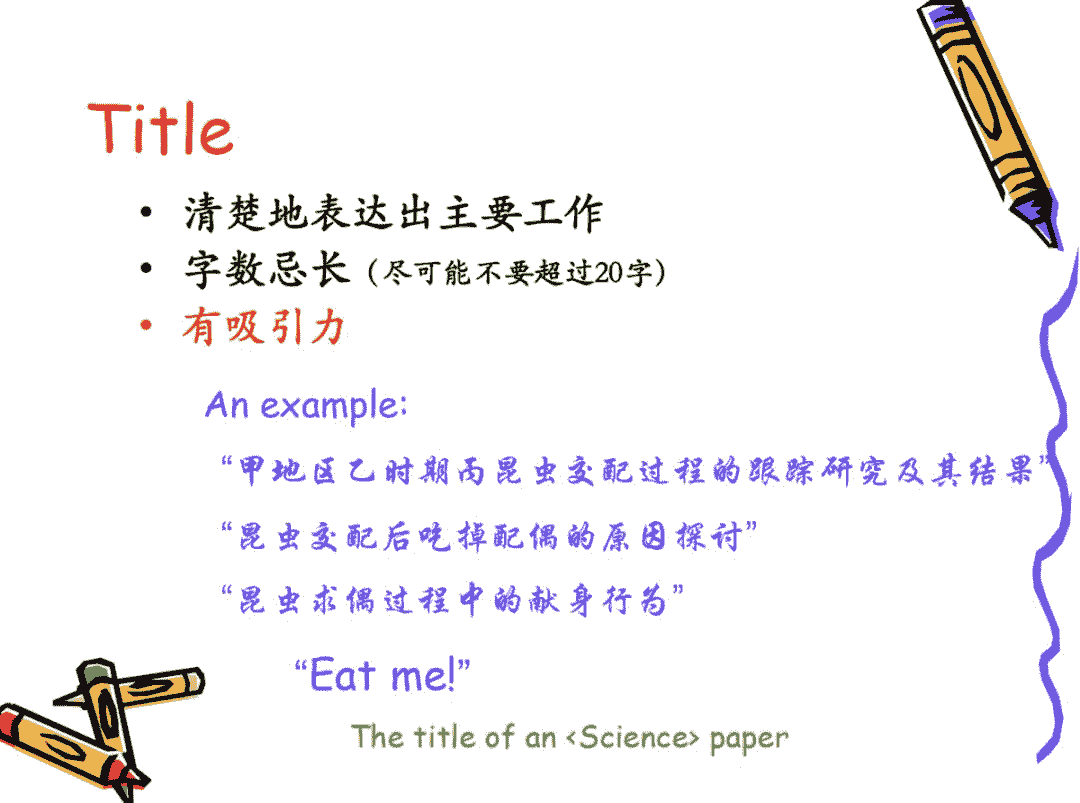 Title
• 清楚地表达出主要工作
• 字数忌长（尽可能不要超过20字）
• 有吸引力
An example:
“甲地区乙时期丙昆虫交配过程的跟踪研究及其结果”
“昆虫交配后吃掉配偶的原因探讨”
“昆虫求偶过程中的献身行为”
“Eat me!”
The title of an <Science> paper